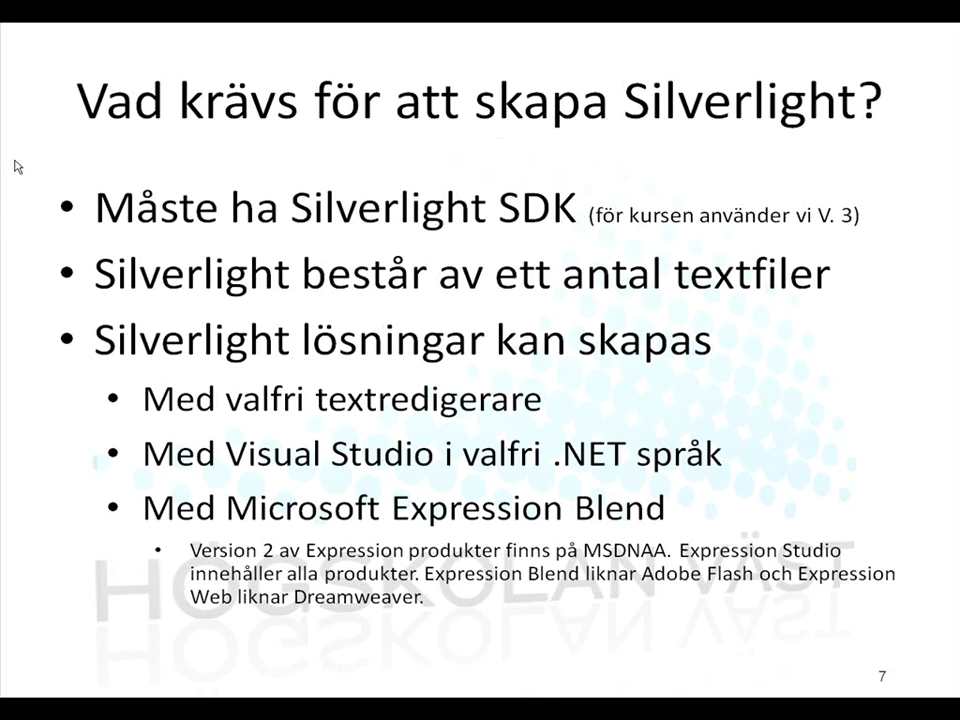 Vad krävs för att skapa Silverlight?
• Måste ha Silverlight SDK (för kursen använder vi V. 3)
• Silverlight består av ett antal textfiler
• Silverlight lösningar kan skapas
• Med valfri textredigerare
• Med Visual Studio i valfri .NET språk
• Med Microsoft Expression Blend
• Version 2 av Expression produkter finns på MSDNAA. Expression Studio
innehåller alla produkter. Expression Blend liknar Adobe Flash och Expression
Web liknar Dreamweaver.
HÖGSKOLAN VÄST
7